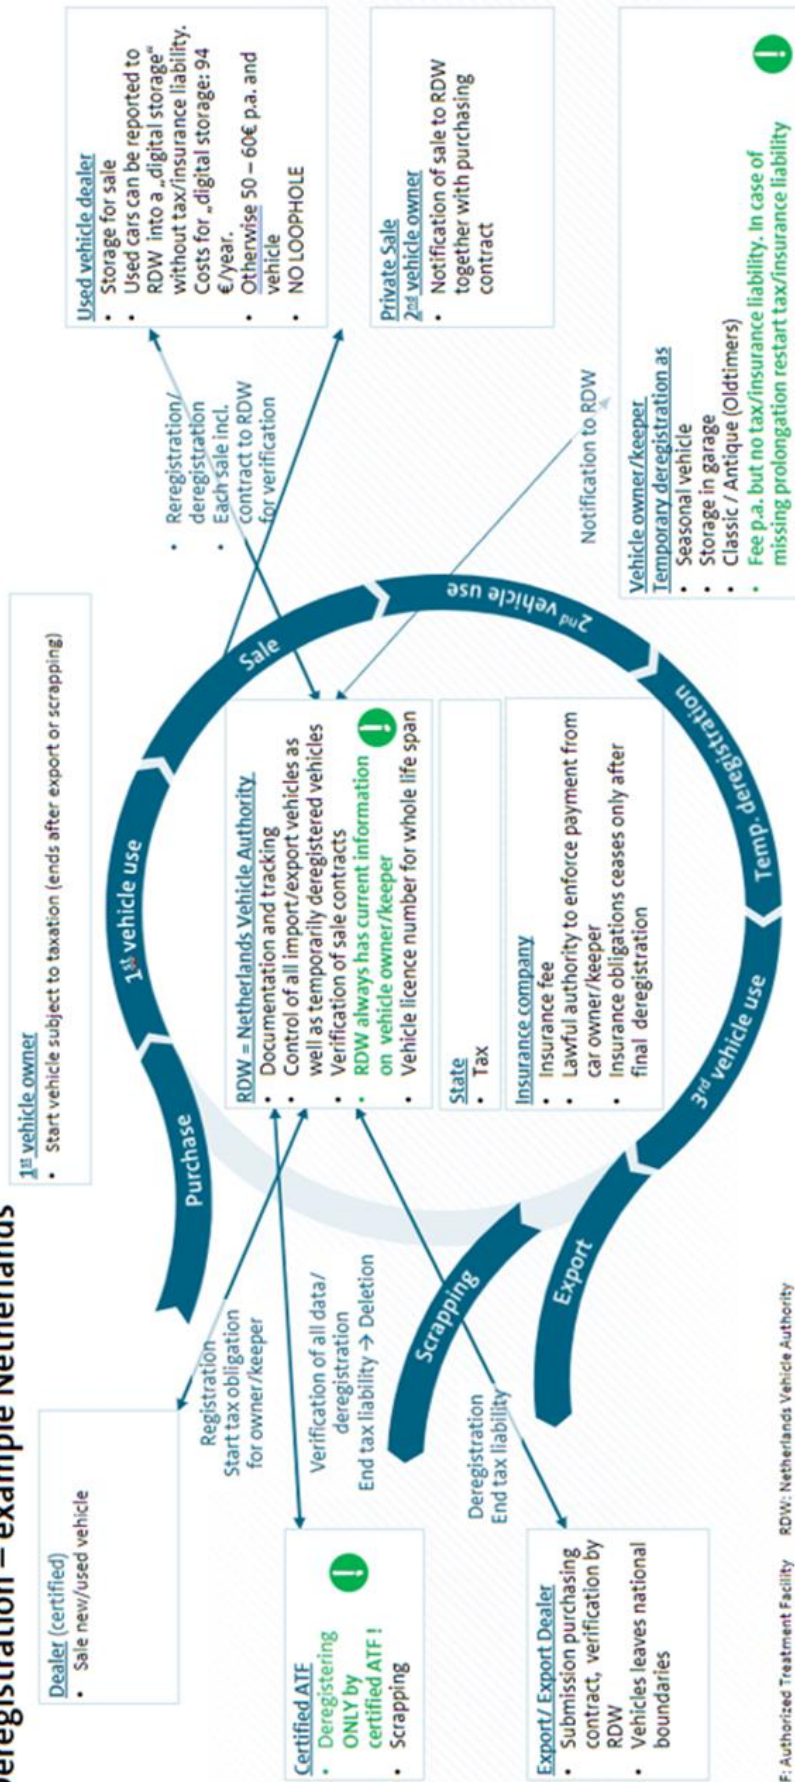 deregistration – example Netherlands
1st vehicle owner
• Start vehicle subject to taxation (ends after export or scrapping)
Dealer (certified)
• Sale new/used vehicle
Registration
Start tax obligation
for owner/keeper
Certified ATF
• Deregistering
ONLY by
certified ATF !
• Scrapping
!
Verification of all data/
deregistration
End tax liability → Deletion
Export/ Export Dealer
• Submission purchasing
contract, verification by
RDW
• Vehicles leaves national
boundaries
Deregistration
End tax liability
Purchase
1st vehicle use
Sale
2nd vehicle use
Temp. deregistration
3rd vehicle use
Export
Scrapping
RDW = Netherlands Vehicle Authority
• Documentation and tracking
• Control of all import/export vehicles as
well as temporarily deregistered vehicles
• Verification of sale contracts
• RDW always has current information
on vehicle owner/keeper
!
• Vehicle licence number for whole life span
State
• Tax
Insurance company
• Insurance fee
• Lawful authority to enforce payment from
car owner/keeper
• Insurance obligations ceases only after
final deregistration
• Reregistration/
deregistration
• Each sale incl.
contract to RDW
for verification
Used vehicle dealer
• Storage for sale
• Used cars can be reported to
RDW into a „digital storage“
without tax/insurance liability.
Costs for „digital storage: 94
€/year.
• Otherwise 50 – 60€ p.a. and
vehicle
• NO LOOPHOLE
Private Sale
2nd vehicle owner
• Notification of sale to RDW
together with purchasing
contract
Notification to RDW
Vehicle owner/keeper
Temporary deregistration as
• Seasonal vehicle
• Storage in garage
• Classic / Antique (Oldtimers)
• Fee p.a. but no tax/insurance liability. In case of
missing prolongation restart tax/insurance liability
!
F: Authorized Treatment Facility RDW: Netherlands Vehicle Authority